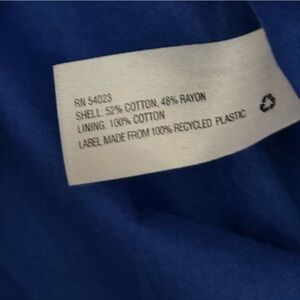 RN 54023
SHELL: 52% COTTON, 48% RAYON
LINING: 100% COTTON
LABEL MADE FROM 100% RECYCLED PLASTIC